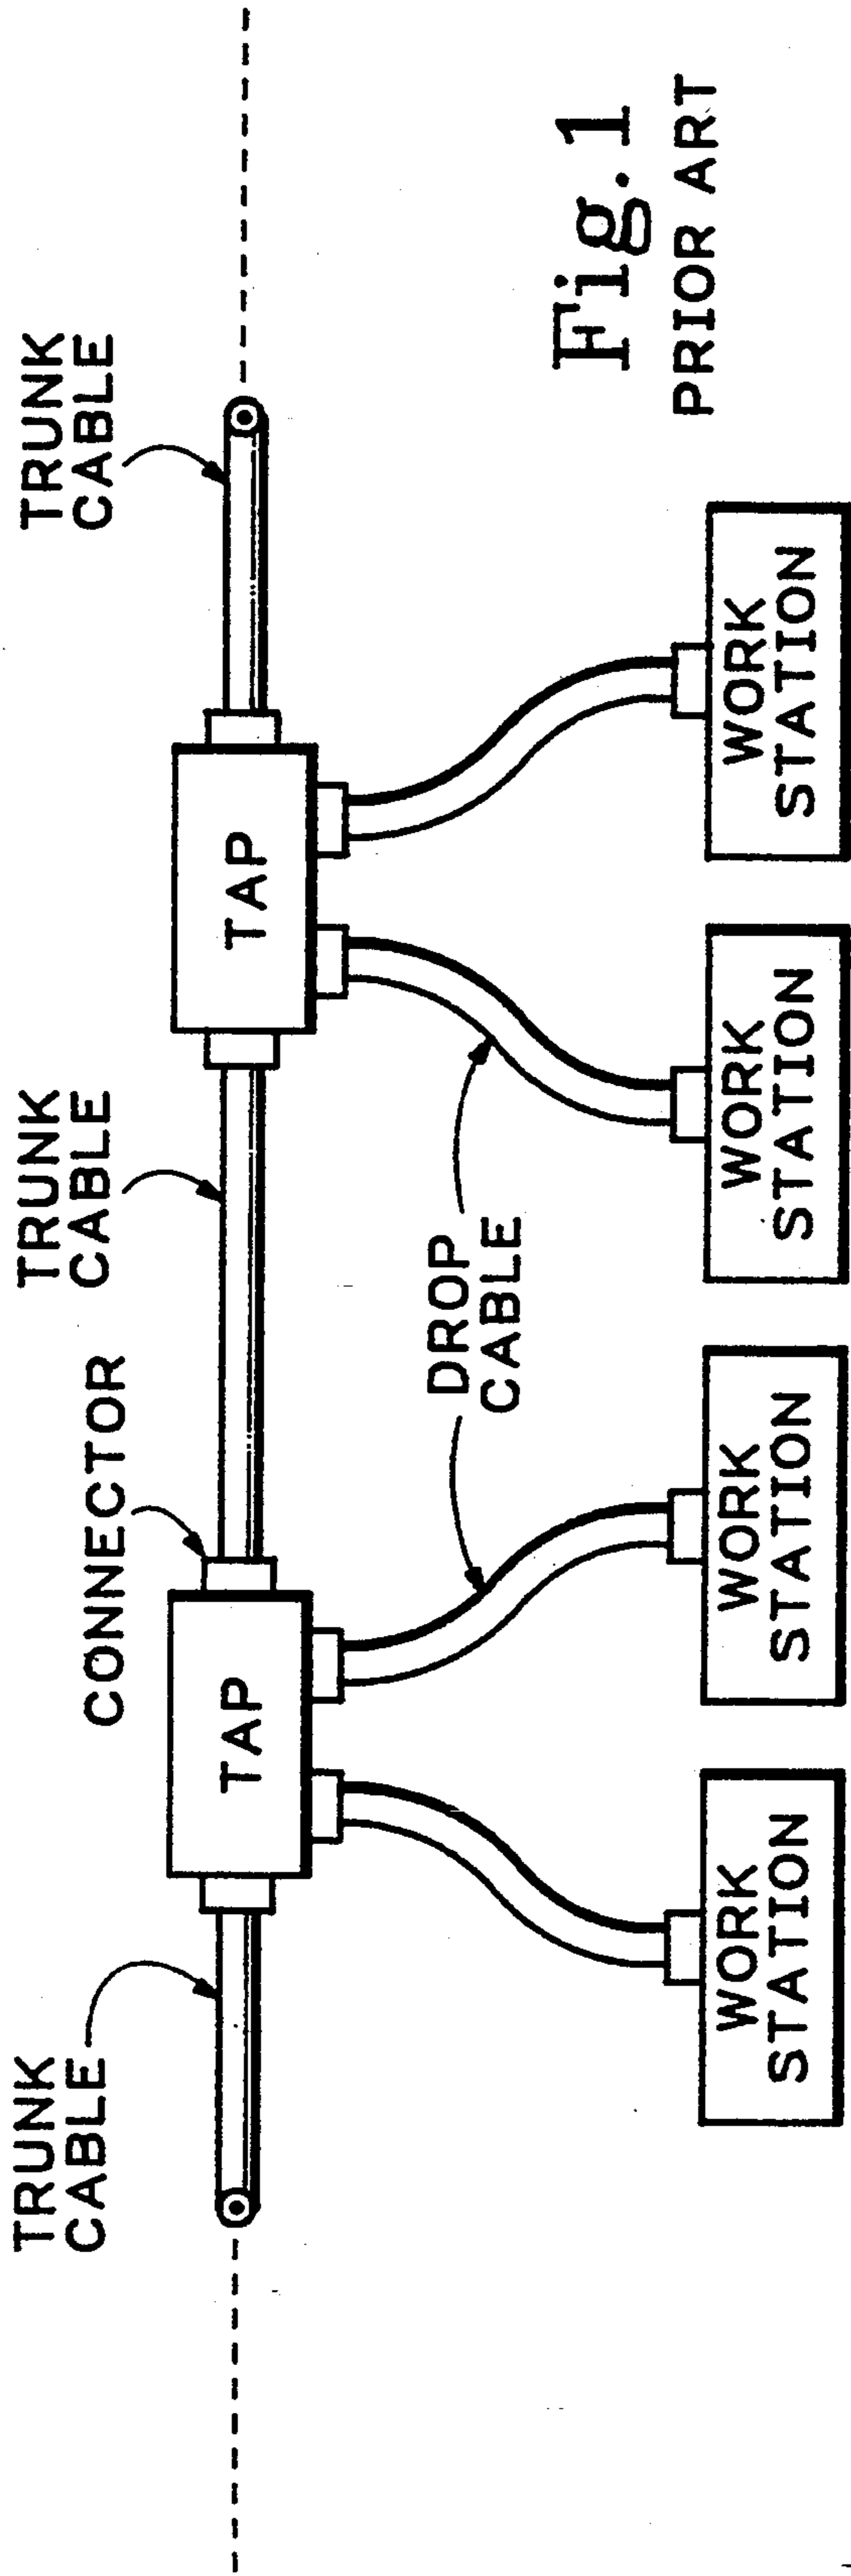 TRUNK
CABLE
CONNECTOR
TRUNK
CABLE
TRUNK
CABLE
TAP
TAP
DROP
CABLE
WORK
STATION
WORK
STATION
WORK
STATION
WORK
STATION
Fig. 1
PRIOR ART